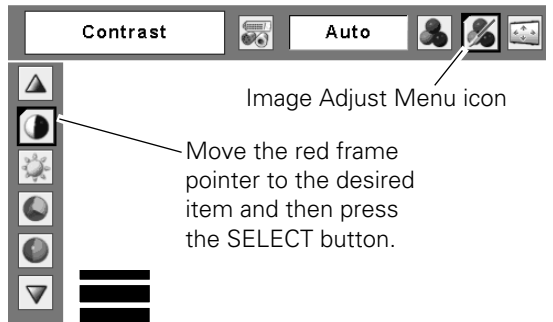 Contrast
Auto
Image Adjust Menu icon
Move the red frame
pointer to the desired
item and then press
the SELECT button.